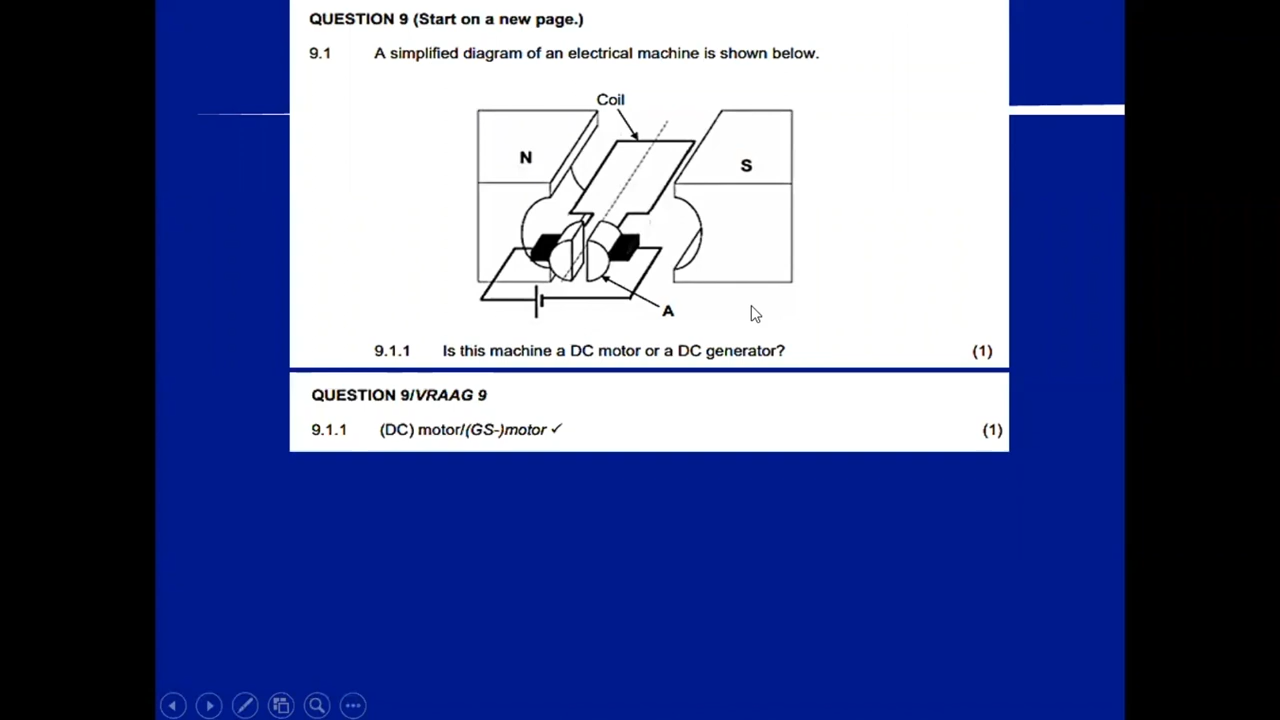 QUESTION 9 (Start on a new page.)
9.1 A simplified diagram of an electrical machine is shown below.
Coil
N
S
A
9.1.1 Is this machine a DC motor or a DC generator? (1)
QUESTION 9/VRAAG 9
9.1.1 (DC) motor/(GS-)motor ✓ (1)